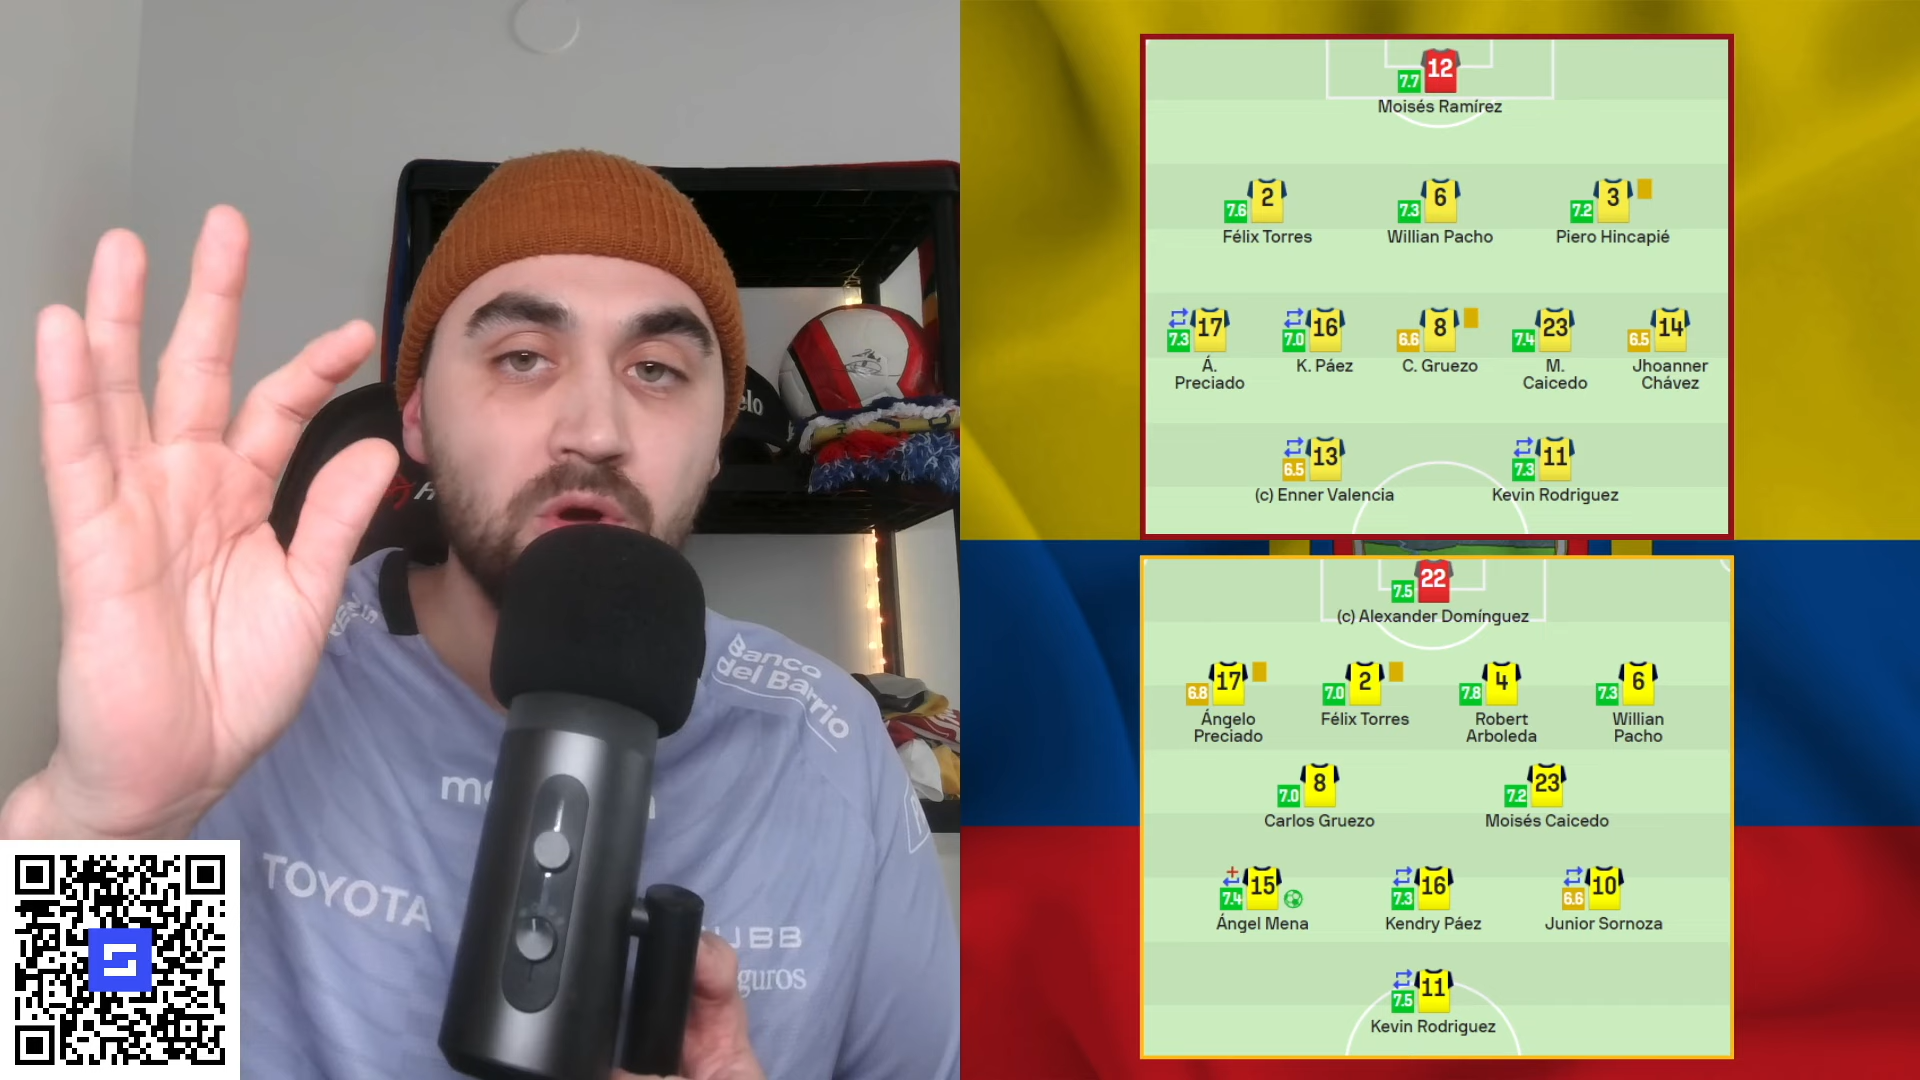 12
7.7
Moisés Ramírez
2
7.6
Félix Torres
6
7.3
Willian Pacho
3
7.2
Piero Hincapié
17
7.3
Á.
Preciado
16
7.0
K. Páez
8
6.6
C. Gruezo
23
7.4
M.
Caicedo
14
6.5
Jhoanner
Chávez
13
6.5
(c) Enner Valencia
11
7.3
Kevin Rodriguez
22
7.5
(c) Alexander Domínguez
17
6.8
Ángelo
Preciado
2
7.0
Félix Torres
4
7.8
Robert
Arboleda
6
7.3
Willian
Pacho
8
7.0
Carlos Gruezo
23
7.2
Moisés Caicedo
15
7.4
Ángel Mena
16
7.3
Kendry Páez
10
6.6
Junior Sornoza
11
7.5
Kevin Rodriguez
Banco
del Barrio
TOYOTA